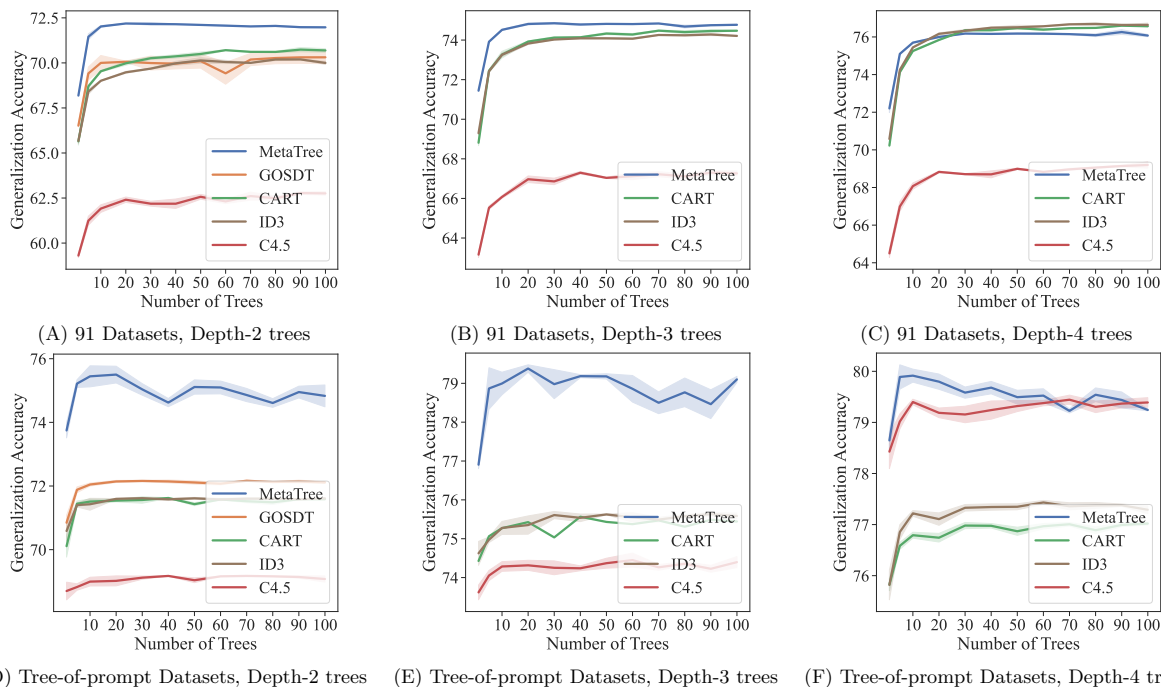 Generalization Accuracy
72.5
70.0
67.5
65.0
62.5
60.0
MetaTree
GOSDT
CART
ID3
C4.5
10 20 30 40 50 60 70 80 90 100
Number of Trees
(A) 91 Datasets, Depth-2 trees
Generalization Accuracy
74
72
70
68
66
64
MetaTree
CART
ID3
C4.5
10 20 30 40 50 60 70 80 90 100
Number of Trees
(B) 91 Datasets, Depth-3 trees
Generalization Accuracy
76
74
72
70
68
66
64
MetaTree
CART
ID3
C4.5
10 20 30 40 50 60 70 80 90 100
Number of Trees
(C) 91 Datasets, Depth-4 trees
Generalization Accuracy
76
74
72
70
MetaTree
GOSDT
CART
ID3
C4.5
10 20 30 40 50 60 70 80 90 100
Number of Trees
) Tree-of-prompt Datasets, Depth-2 trees
Generalization Accuracy
79
78
77
76
75
74
MetaTree
CART
ID3
C4.5
10 20 30 40 50 60 70 80 90 100
Number of Trees
(E) Tree-of-prompt Datasets, Depth-3 trees
Generalization Accuracy
80
79
78
77
76
MetaTree
CART
ID3
C4.5
10 20 30 40 50 60 70 80 90 100
Number of Trees
(F) Tree-of-prompt Datasets, Depth-4 tr